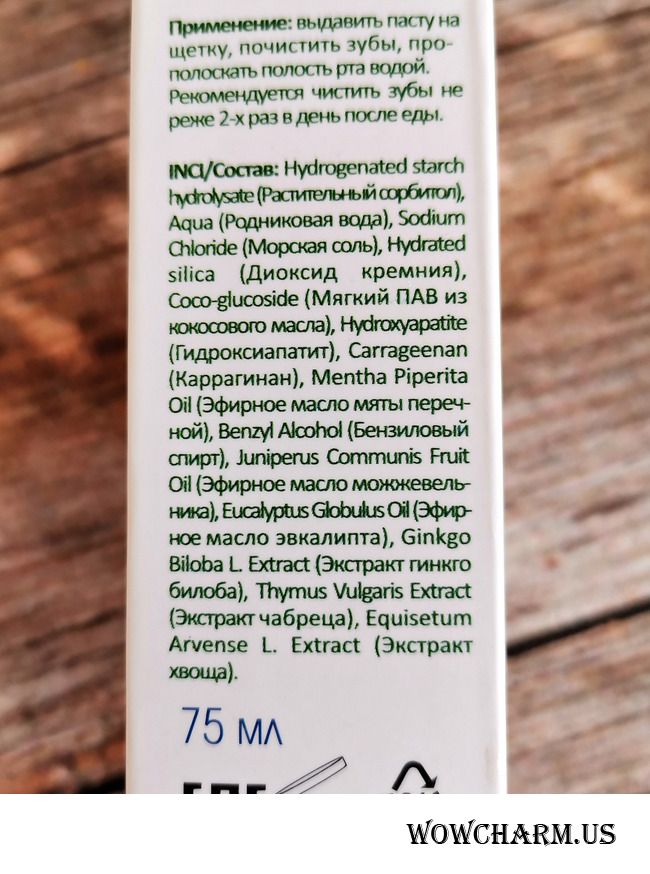 Применение: выдавить пасту на
щетку, почистить зубы, про-
полоскать полость рта водой.
Рекомендуется чистить зубы не
реже 2-х раз в день после еды.
INCI/Состав: Hydrogenated starch
hydrolysate (Растительный сорбитол),
Aqua (Родниковая вода), Sodium
Chloride (Морская соль), Hydrated
silica (Диоксид кремния),
Coco-glucoside (Мягкий ПАВ из
кокосового масла), Hydroxyapatite
(Гидроксиапатит), Carrageenan
(Каррагинан), Mentha Piperita
Oil (Эфирное масло мяты переч-
ной), Benzyl Alcohol (Бензиловый
спирт), Juniperus Communis Fruit
Oil (Эфирное масло можжевель-
ника), Eucalyptus Globulus Oil (Эфир-
ное масло эвкалипта), Ginkgo
Biloba L. Extract (Экстракт гинкго
билоба), Thymus Vulgaris Extract
(Экстракт чабреца), Equisetum
Arvense L. Extract (Экстракт
хвоща).
75 мл
WOWCHARM.US